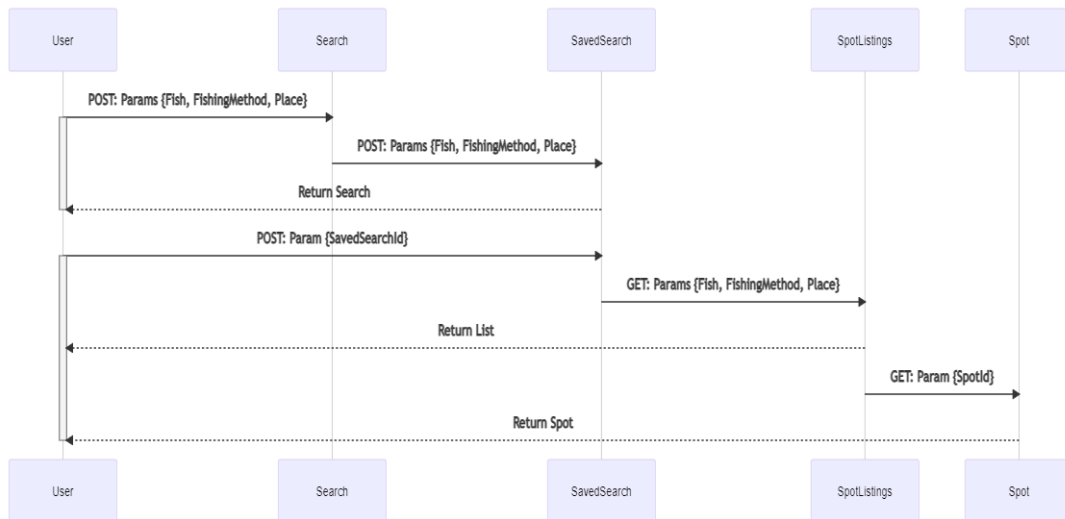 User Search SavedSearch SpotListings Spot
POST: Params {Fish, FishingMethod, Place}
POST: Params {Fish, FishingMethod, Place}
Return Search
POST: Param {SavedSearchId}
GET: Params {Fish, FishingMethod, Place}
Return List
GET: Param {SpotId}
Return Spot
User Search SavedSearch SpotListings Spot